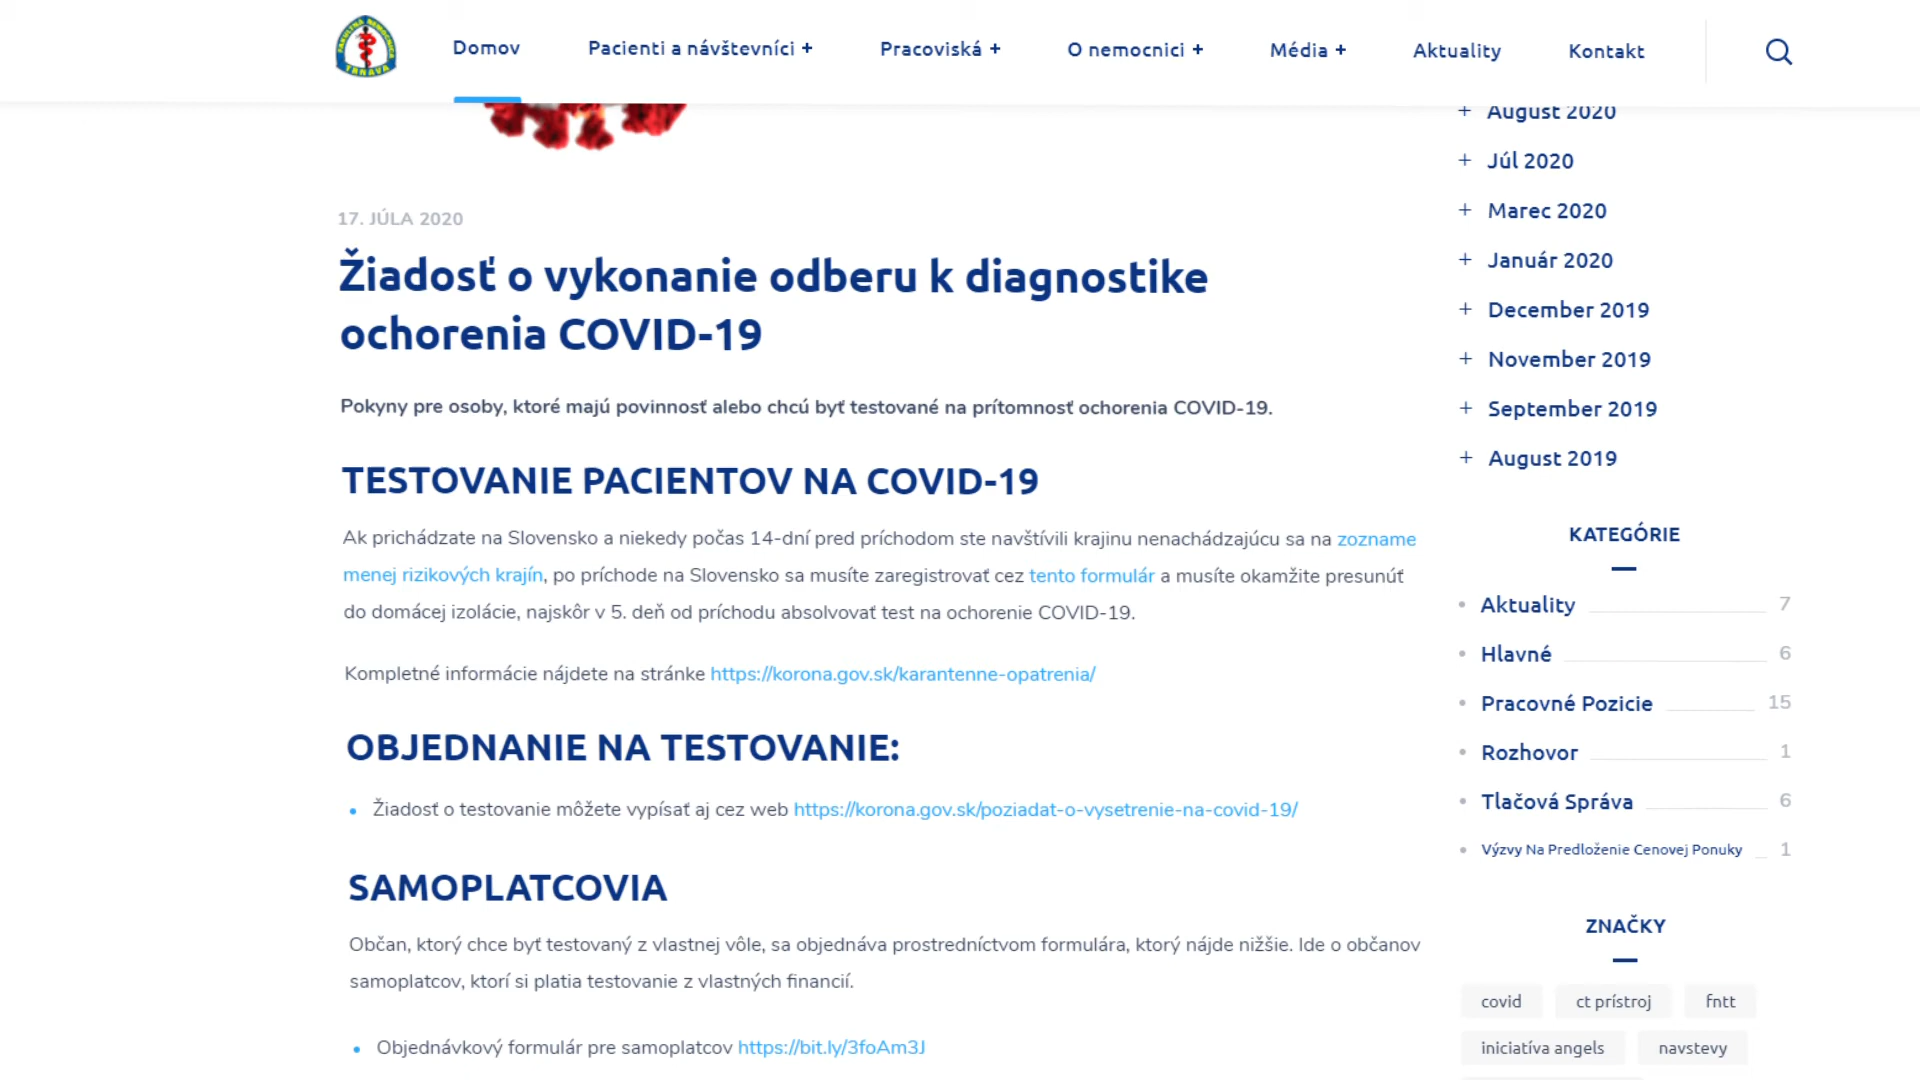 FAKULTNÁ NEMOCNICA
TRNAVA
Domov
Pacienti a návštevníci +
Pracoviská +
O nemocnici +
Média +
Aktuality
Kontakt
17. JÚLA 2020
Žiadosť o vykonanie odberu k diagnostike
ochorenia COVID-19
Pokyny pre osoby, ktoré majú povinnosť alebo chcú byť testované na prítomnosť ochorenia COVID-19.
TESTOVANIE PACIENTOV NA COVID-19
Ak prichádzate na Slovensko a niekedy počas 14-dní pred príchodom ste navštívili krajinu nenachádzajúcu sa na zozname
menej rizikových krajín, po príchode na Slovensko sa musíte zaregistrovať cez tento formulár a musíte okamžite presunúť
do domácej izolácie, najskôr v 5. deň od príchodu absolvovať test na ochorenie COVID-19.
Kompletné informácie nájdete na stránke https://korona.gov.sk/karantenne-opatrenia/
OBJEDNANIE NA TESTOVANIE:
• Žiadosť o testovanie môžete vypísať aj cez web https://korona.gov.sk/poziadat-o-vysetrenie-na-covid-19/
SAMOPLATCOVIA
Občan, ktorý chce byť testovaný z vlastnej vôle, sa objednáva prostredníctvom formulára, ktorý nájde nižšie. Ide o občanov
samoplatcov, ktorí si platia testovanie z vlastných financií.
• Objednávkový formulár pre samoplatcov https://bit.ly/3foAm3J
+ August 2020
+ Júl 2020
+ Marec 2020
+ Január 2020
+ December 2019
+ November 2019
+ September 2019
+ August 2019
KATEGÓRIE
• Aktuality 7
• Hlavné 6
• Pracovné Pozicie 15
• Rozhovor 1
• Tlačová Správa 6
• Výzvy Na Predloženie Cenovej Ponuky 1
ZNAČKY
covid
ct prístroj
fntt
iniciatíva angels
navstevy